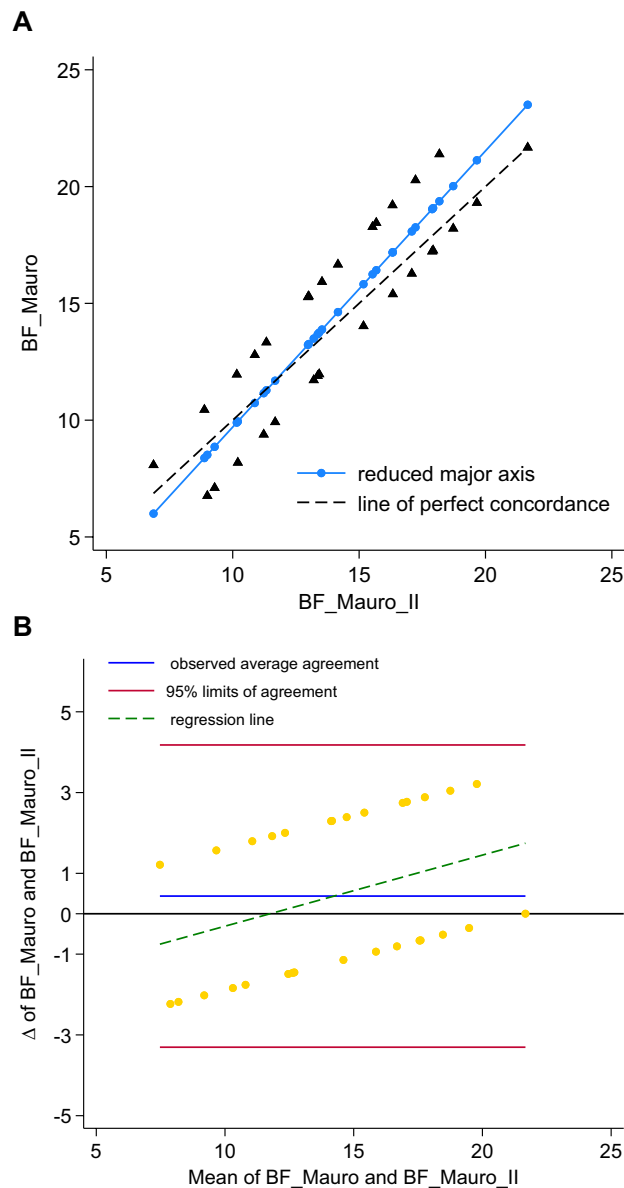 A
25
20
15
10
5
BF_Mauro
reduced major axis
line of perfect concordance
5
10
15
20
25
BF_Mauro_II
B
observed average agreement
95% limits of agreement
regression line
5
3
1
0
-1
-3
-5
Δ of BF_Mauro and BF_Mauro_II
5
10
15
20
25
Mean of BF_Mauro and BF_Mauro_II